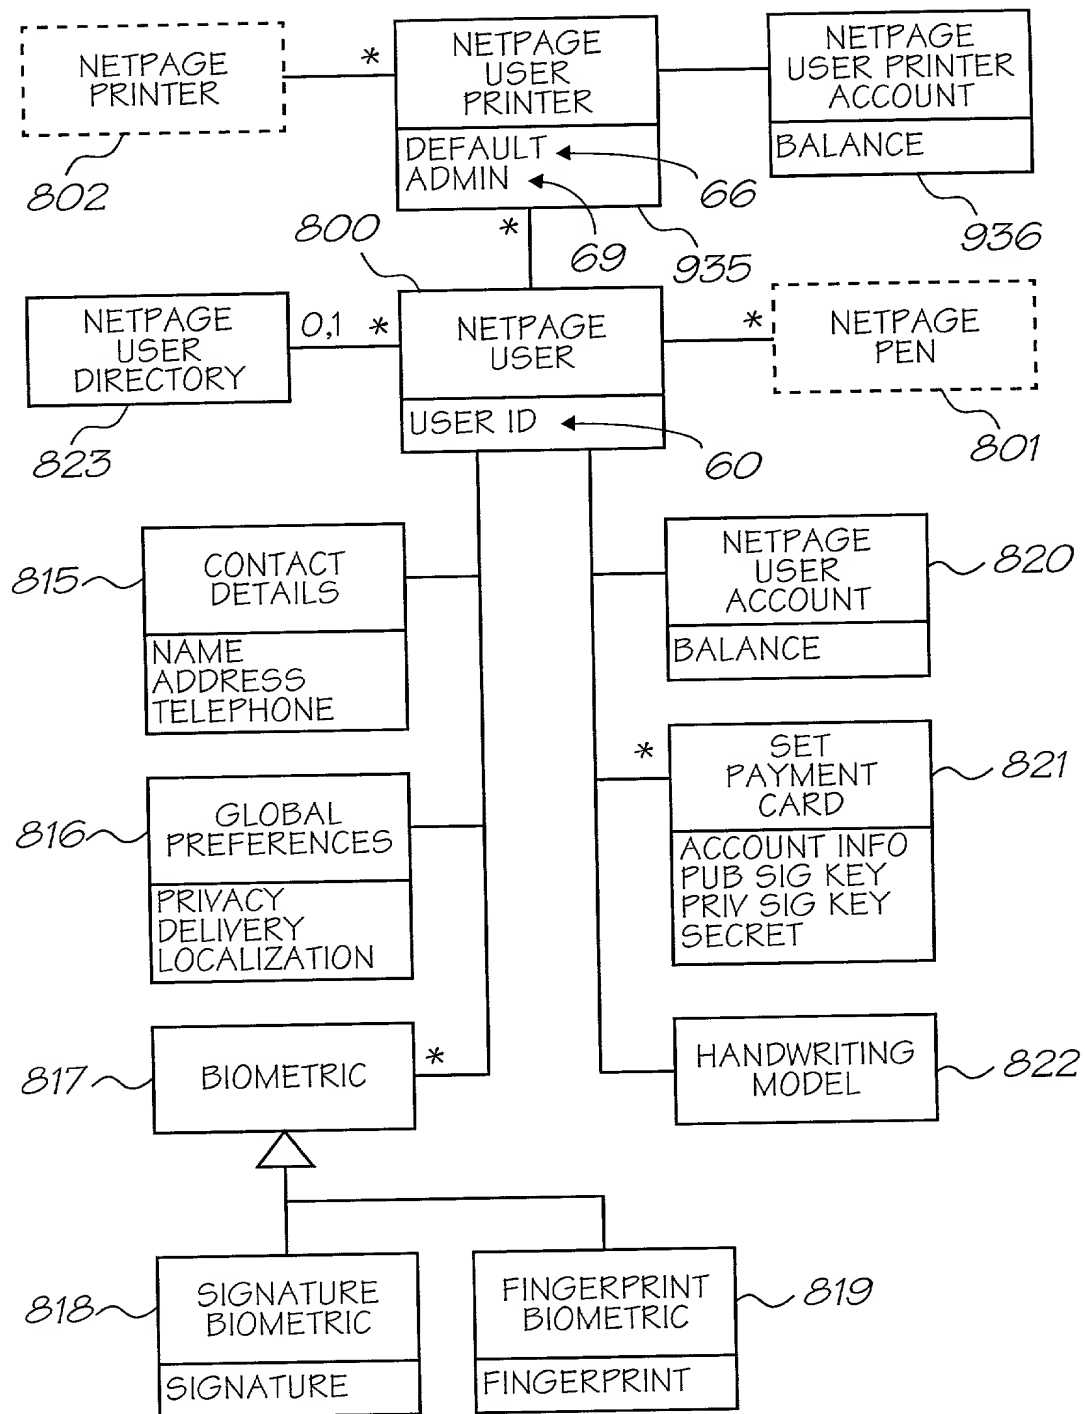 NETPAGE
PRINTER
802
*
NETPAGE
USER
PRINTER
DEFAULT
ADMIN
66
69
935
NETPAGE
USER PRINTER
ACCOUNT
BALANCE
936
*
800
NETPAGE
USER
DIRECTORY
823
0,1 *
NETPAGE
USER
USER ID
60
*
NETPAGE
PEN
801
815
CONTACT
DETAILS
NAME
ADDRESS
TELEPHONE
NETPAGE
USER
ACCOUNT
BALANCE
820
816
GLOBAL
PREFERENCES
PRIVACY
DELIVERY
LOCALIZATION
*
SET
PAYMENT
CARD
ACCOUNT INFO
PUB SIG KEY
PRIV SIG KEY
SECRET
821
817
BIOMETRIC
*
HANDWRITING
MODEL
822
818
SIGNATURE
BIOMETRIC
SIGNATURE
FINGERPRINT
BIOMETRIC
FINGERPRINT
819